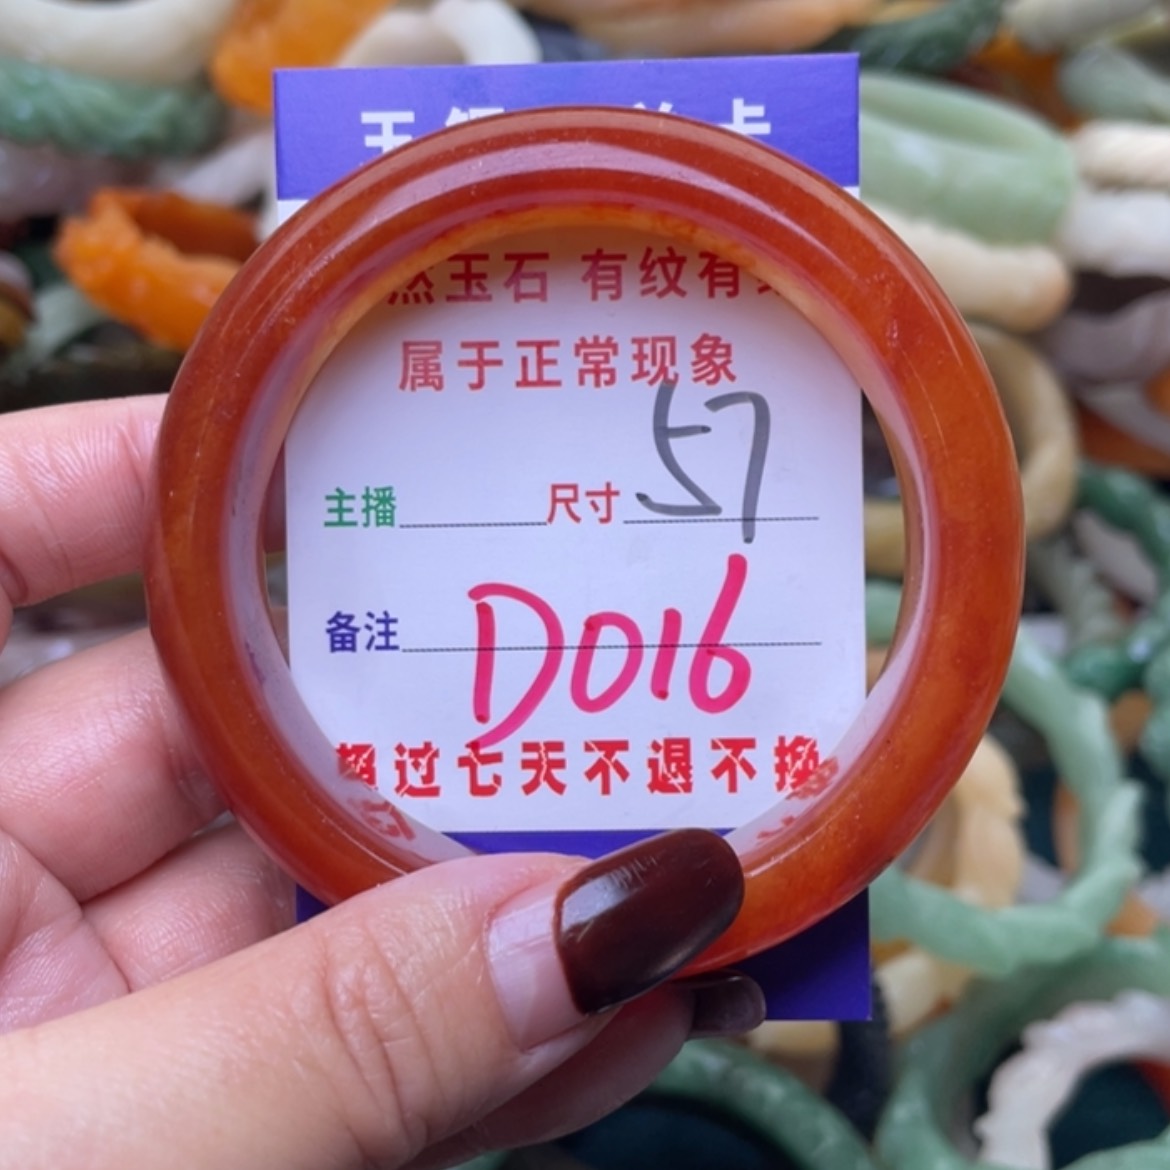 玉石 有纹有
属于正常现象
57
主播 尺寸
D016
备注
超过七天不退不换